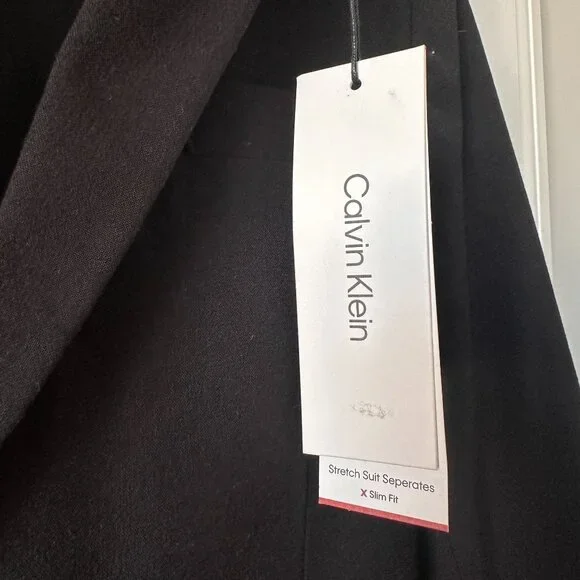 Calvin Klein
Stretch Suit Seperates
X Slim Fit